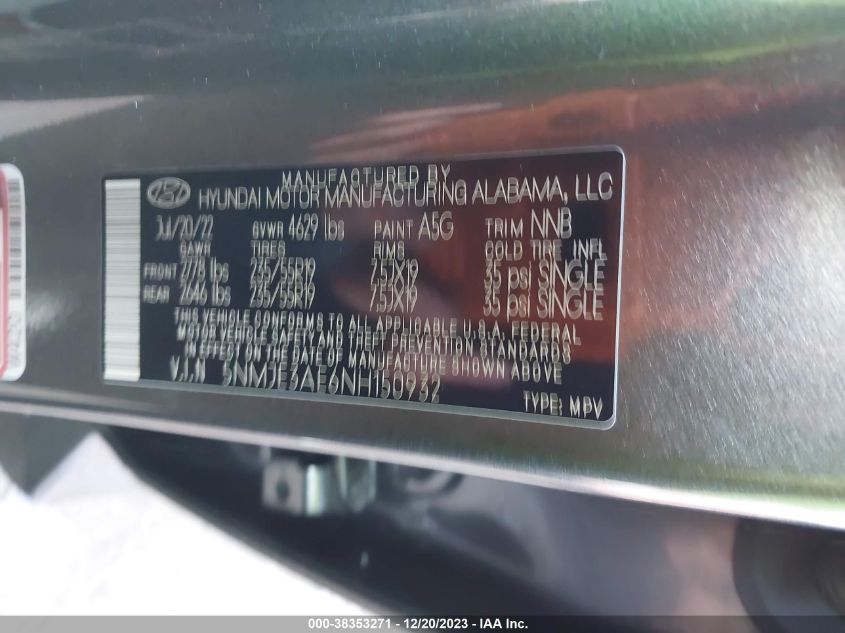 MANUFACTURED BY
HYUNDAI MOTOR MANUFACTURING ALABAMA, LLC
Jul/20/22 GVWR 4629 lbs PAINT A5G TRIM NNB
GAWR TIRES RIMS COLD TIRE INFL
FRONT 2778 lbs 235/55R19 7.5JX19 35 psi SINGLE
REAR 2646 lbs 235/55R19 7.5JX19 35 psi SINGLE
THIS VEHICLE CONFORMS TO ALL APPLICABLE U.S.A. FEDERAL
MOTOR VEHICLE SAFETY AND THEFT PREVENTION STANDARDS
IN EFFECT ON THE DATE OF MANUFACTURE SHOWN ABOVE
V.I.N 5NMJE3AE6NH150932
TYPE: MPV
000-38353271 - 12/20/2023 - IAA Inc.